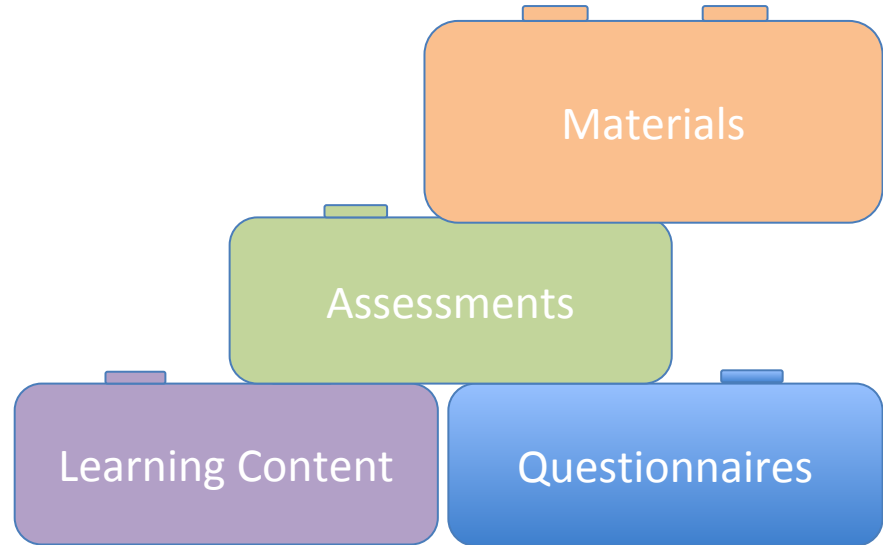 Materials
Assessments
Learning Content
Questionnaires